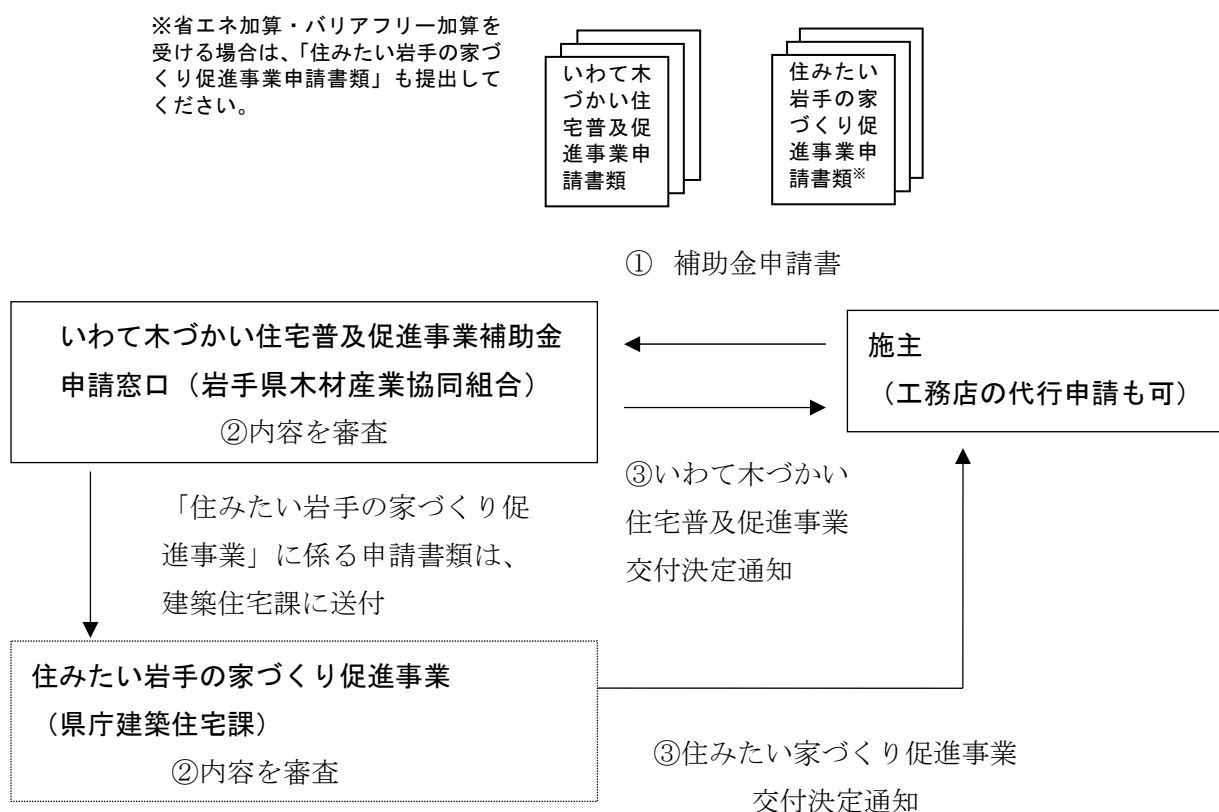 ※省エネ加算・バリアフリー加算を
受ける場合は、「住みたい岩手の家づ
くり促進事業申請書類」も提出して
ください。
いわて木
づかい住
宅普及促
進事業申
請書類
住みたい
岩手の家
づくり促
進事業申
請書類※
① 補助金申請書
いわて木づかい住宅普及促進事業補助金
申請窓口（岩手県木材産業協同組合）
②内容を審査
施主
（工務店の代行申請も可）
③いわて木づかい
住宅普及促進事業
交付決定通知
「住みたい岩手の家づくり促
進事業」に係る申請書類は、
建築住宅課に送付
住みたい岩手の家づくり促進事業
（県庁建築住宅課）
②内容を審査
③住みたい家づくり促進事業
交付決定通知